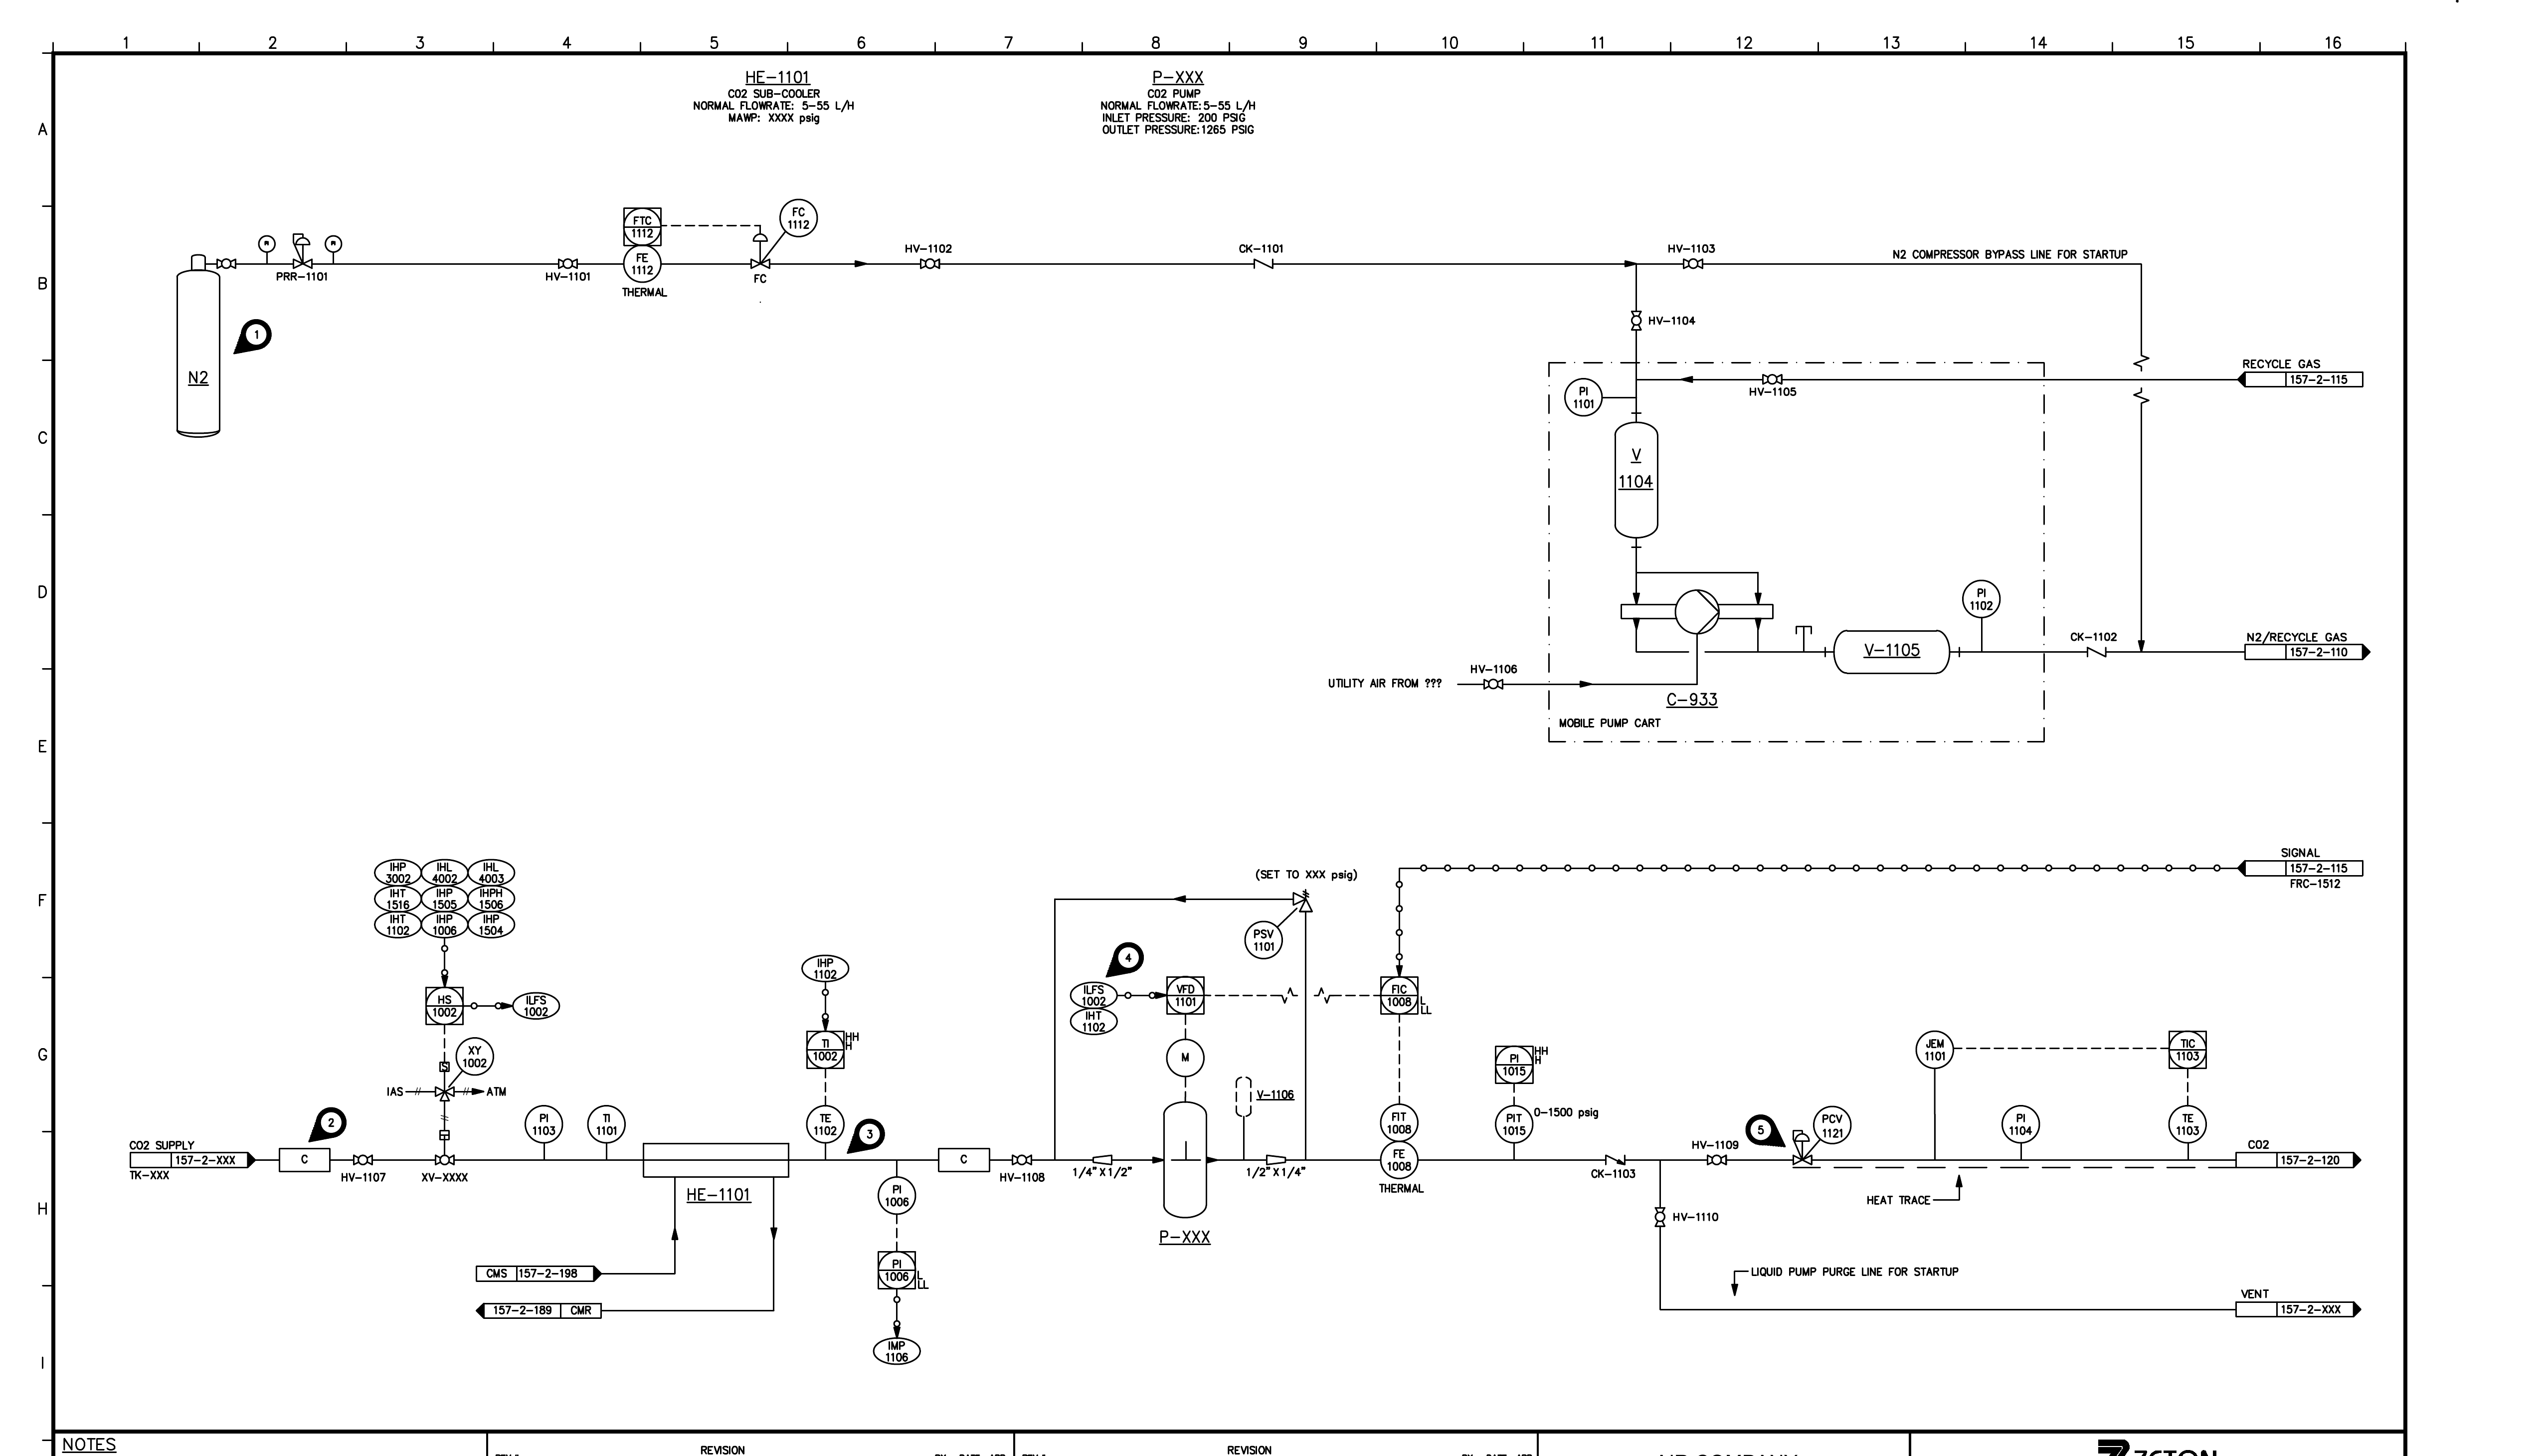 1 2 3 4 5 6 7 8 9 10 11 12 13 14 15 16
HE-1101
CO2 SUB-COOLER
NORMAL FLOWRATE: 5-55 L/H
MAWP: XXXX psig
P-XXX
CO2 PUMP
NORMAL FLOWRATE:5-55 L/H
INLET PRESSURE: 200 PSIG
OUTLET PRESSURE:1265 PSIG
A
B
C
D
E
F
G
H
I
PRR-1101
HV-1101
FTC
1112
FE
1112
THERMAL
FC
1112
FC
HV-1102
CK-1101
HV-1103
N2 COMPRESSOR BYPASS LINE FOR STARTUP
1
N2
HV-1104
RECYCLE GAS
157-2-115
HV-1105
PI
1101
V
1104
PI
1102
CK-1102
N2/RECYCLE GAS
157-2-110
V-1105
HV-1106
UTILITY AIR FROM ???
C-933
MOBILE PUMP CART
IHP
3002
IHL
4002
IHL
4003
IHT
1516
IHP
1505
IHPH
1506
IHT
1102
IHP
1006
IHP
1504
(SET TO XXX psig)
SIGNAL
157-2-115
FRC-1512
PSV
1101
IHP
1102
4
HS
1002
ILFS
1002
ILFS
1002
IHT
1102
VFD
1101
FIC
1008
L
LL
TI
1002
HH
H
XY
1002
S
IAS
ATM
M
PI
1015
HH
H
JEM
1101
TIC
1103
V-1106
2
PI
1103
TI
1101
TE
1102
3
FIT
1008
PIT
1015
0-1500 psig
5
PCV
1121
PI
1104
TE
1103
CO2 SUPPLY
157-2-XXX
TK-XXX
C
HV-1107
XV-XXXX
HE-1101
C
HV-1108
1/4"X1/2"
1/2"X1/4"
FE
1008
THERMAL
CK-1103
HV-1109
CO2
157-2-120
HEAT TRACE
PI
1006
P-XXX
HV-1110
PI
1006
L
LL
CMS 157-2-198
157-2-189 CMR
LIQUID PUMP PURGE LINE FOR STARTUP
VENT
157-2-XXX
IMP
1106
NOTES
REVISION
REVISION
ZETON